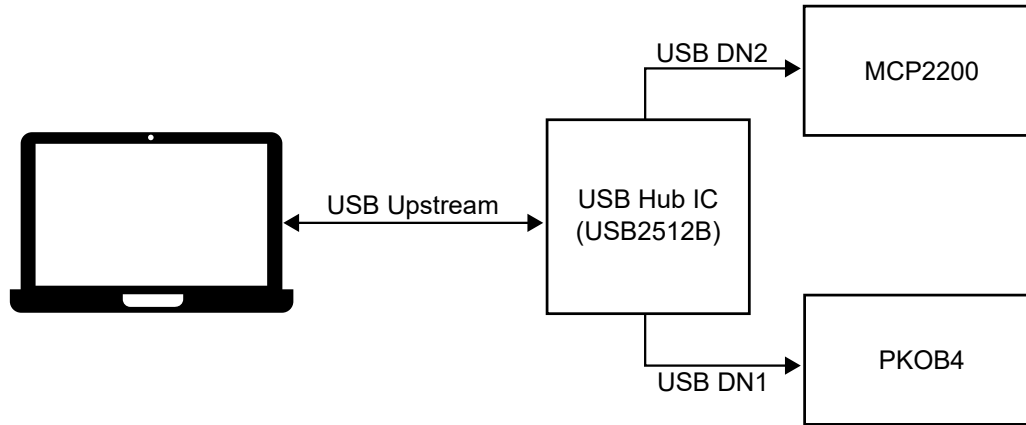 USB DN2
MCP2200
USB Upstream
USB Hub IC
(USB2512B)
USB DN1
PKOB4